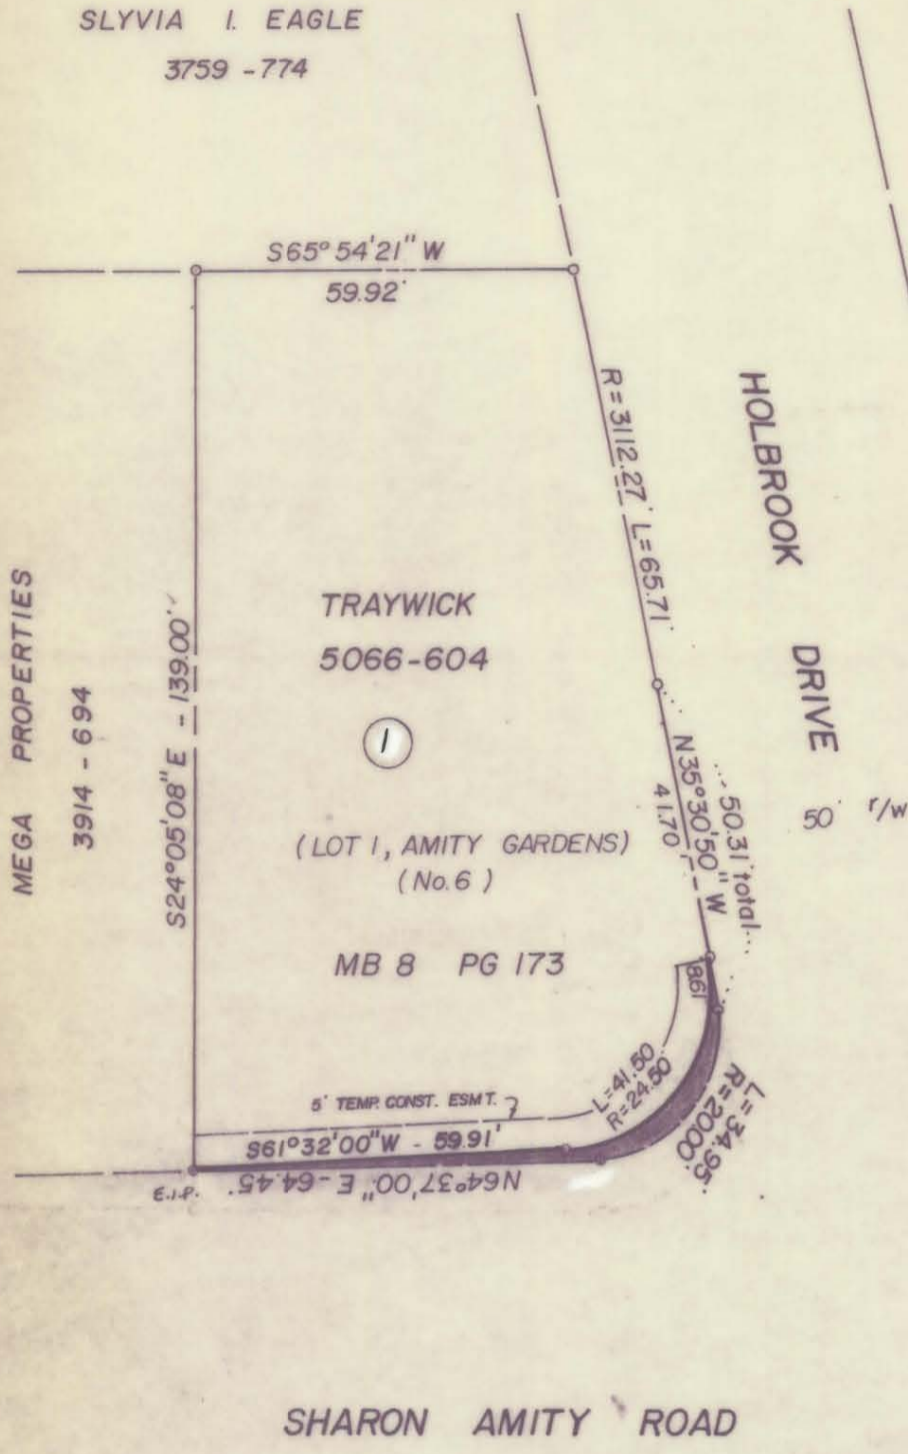 SLYVIA I. EAGLE
3759 - 774
S65° 54' 21" W
59.92'
R = 3112.27' L = 65.71'
HOLBROOK DRIVE
50' r/w
MEGA PROPERTIES
3914 - 694
S24° 05' 08" E - 139.00'
TRAYWICK
5066-604
1
(LOT 1, AMITY GARDENS)
(No. 6)
MB 8 PG 173
N35° 30' 50" W
41.70'
... 50.31' total ...
8.61
L = 41.50'
R = 24.50'
L = 34.95'
R = 20.00'
5' TEMP. CONST. ESMT.
S61° 32' 00" W - 59.91'
N64° 37' 00" E - 64.45'
E.I.P.
SHARON AMITY ROAD